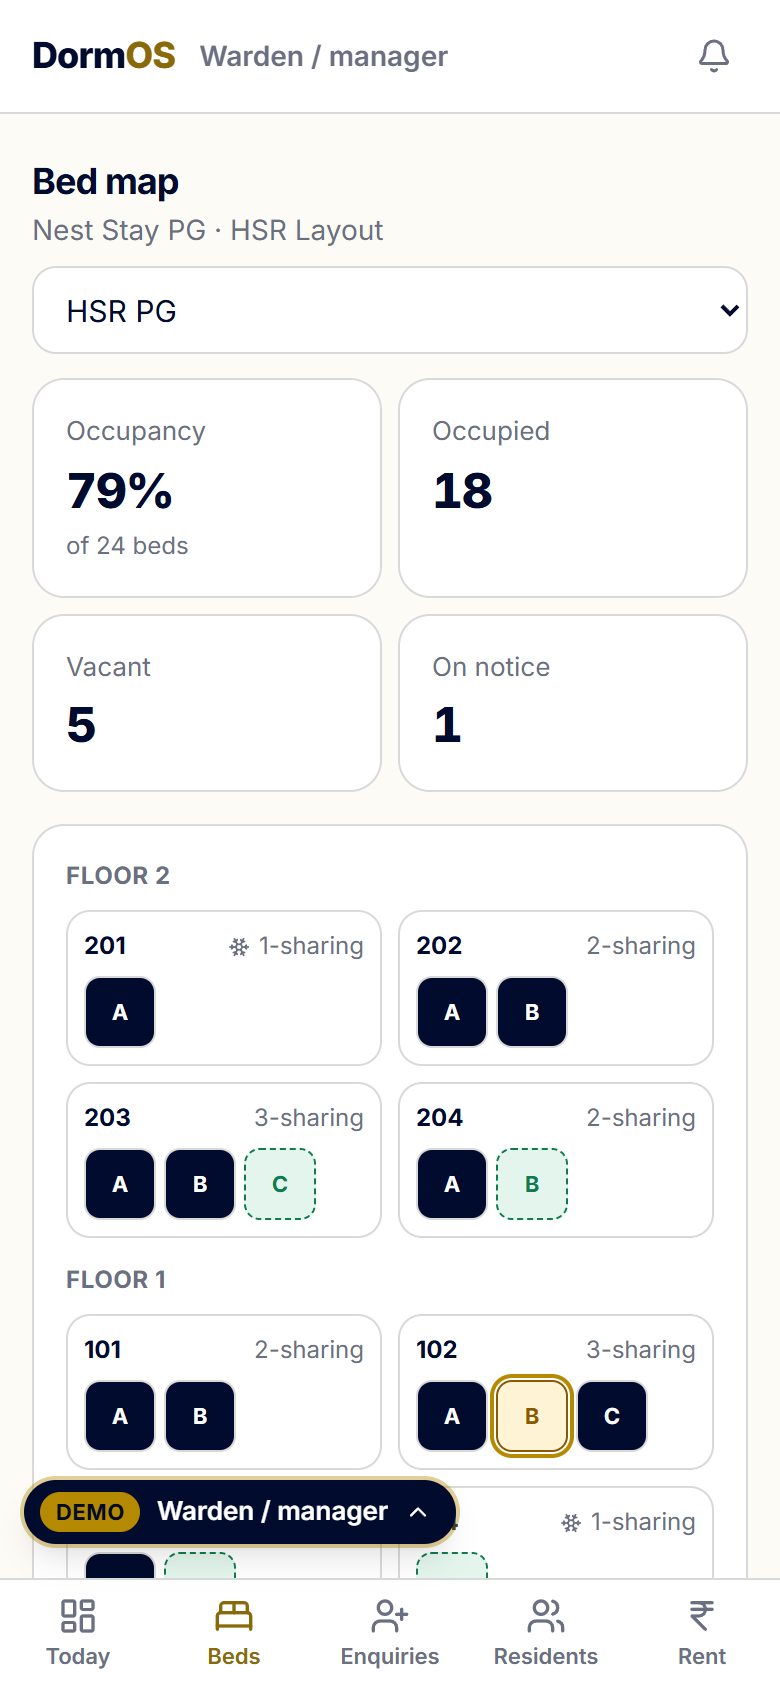 DormOS Warden / manager
Bed map
Nest Stay PG · HSR Layout
HSR PG
Occupancy
79%
of 24 beds
Occupied
18
Vacant
5
On notice
1
FLOOR 2
201 1-sharing
A
202 2-sharing
A B
203 3-sharing
A B C
204 2-sharing
A B
FLOOR 1
101 2-sharing
A B
102 3-sharing
A B C
1-sharing
DEMO Warden / manager
Today
Beds
Enquiries
Residents
Rent